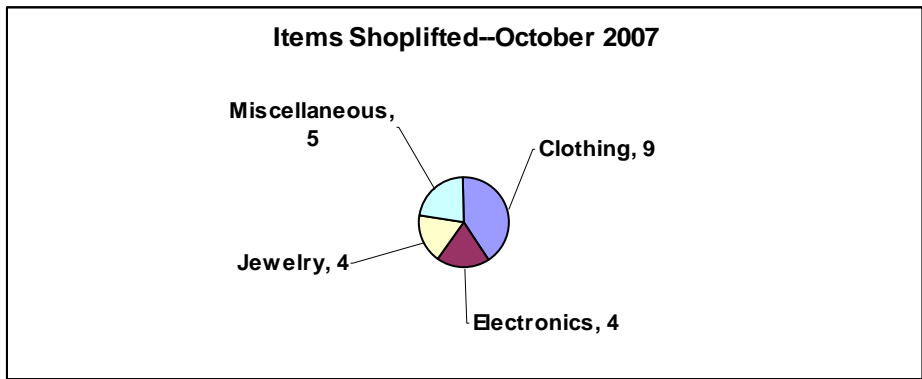 Items Shoplifted--October 2007
Miscellaneous,
5
Clothing, 9
Jewelry, 4
Electronics, 4